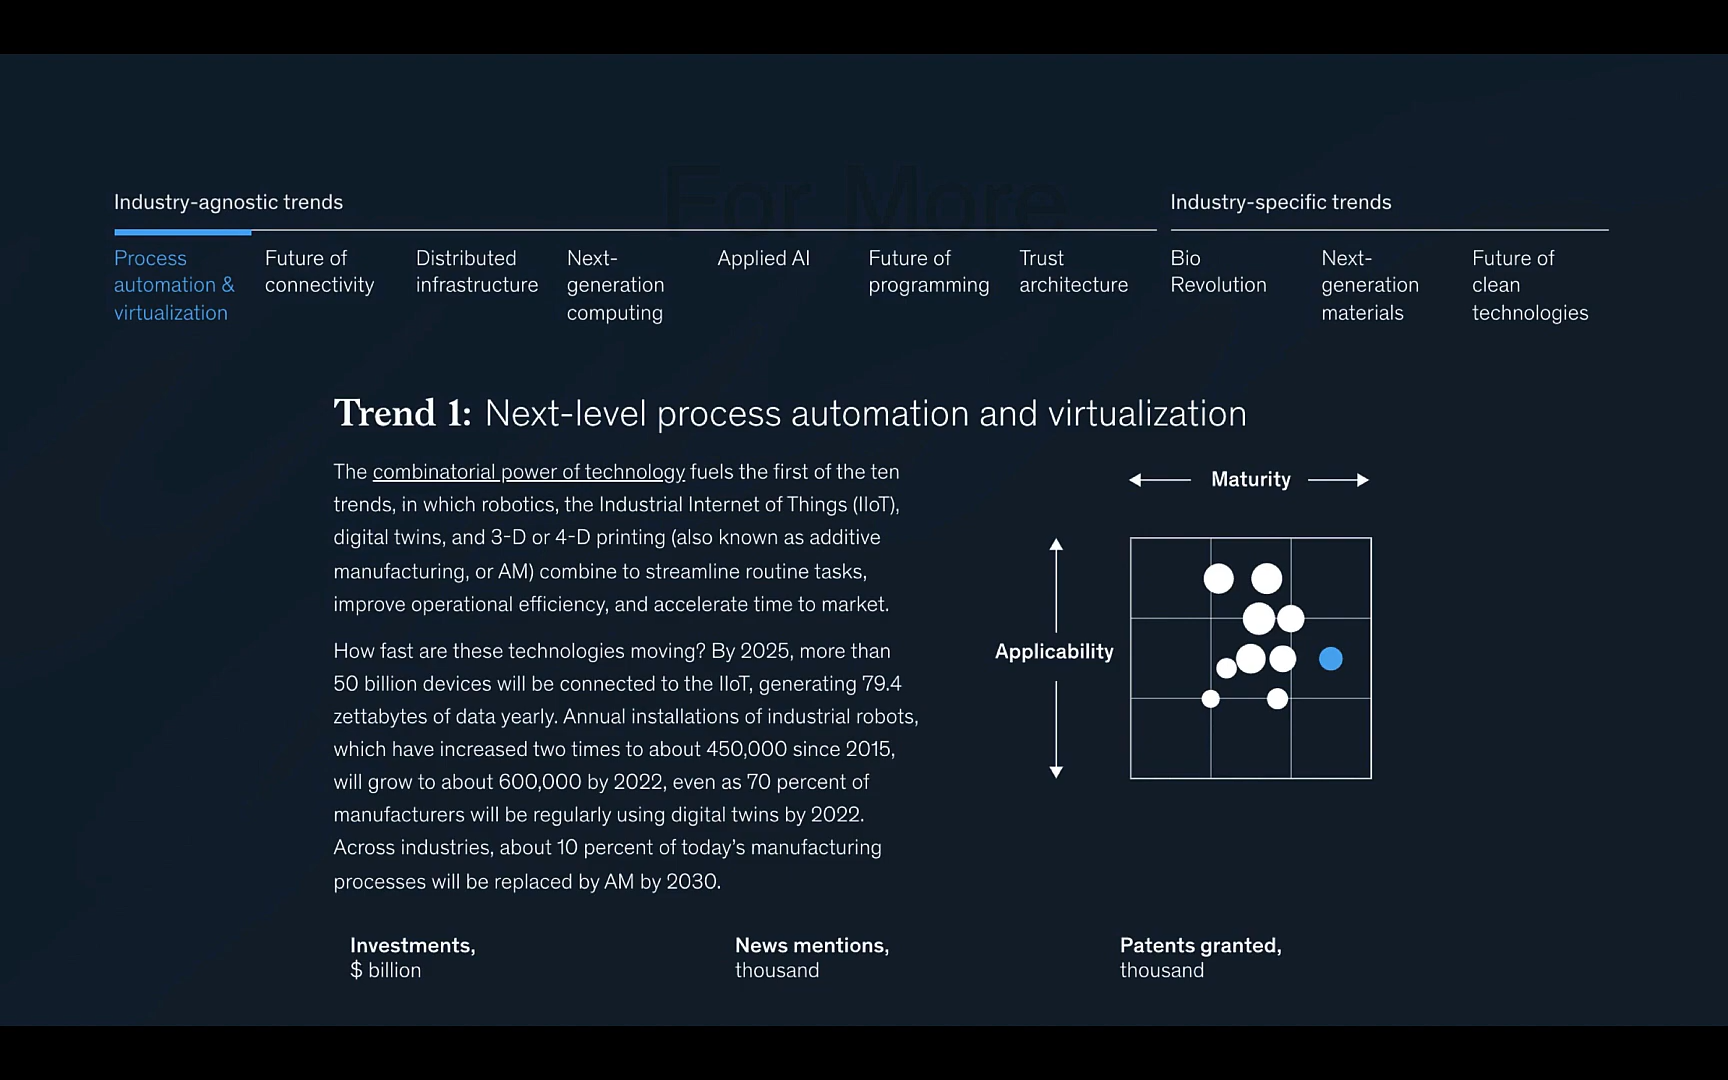 For More
Industry-agnostic trends
Industry-specific trends
Process
automation &
virtualization
Future of
connectivity
Distributed
infrastructure
Next-
generation
computing
Applied AI
Future of
programming
Trust
architecture
Bio
Revolution
Next-
generation
materials
Future of
clean
technologies
Trend 1: Next-level process automation and virtualization
The combinatorial power of technology fuels the first of the ten
trends, in which robotics, the Industrial Internet of Things (IIoT),
digital twins, and 3-D or 4-D printing (also known as additive
manufacturing, or AM) combine to streamline routine tasks,
improve operational efficiency, and accelerate time to market.
How fast are these technologies moving? By 2025, more than
50 billion devices will be connected to the IIoT, generating 79.4
zettabytes of data yearly. Annual installations of industrial robots,
which have increased two times to about 450,000 since 2015,
will grow to about 600,000 by 2022, even as 70 percent of
manufacturers will be regularly using digital twins by 2022.
Across industries, about 10 percent of today’s manufacturing
processes will be replaced by AM by 2030.
Maturity
Applicability
Investments,
$ billion
News mentions,
thousand
Patents granted,
thousand